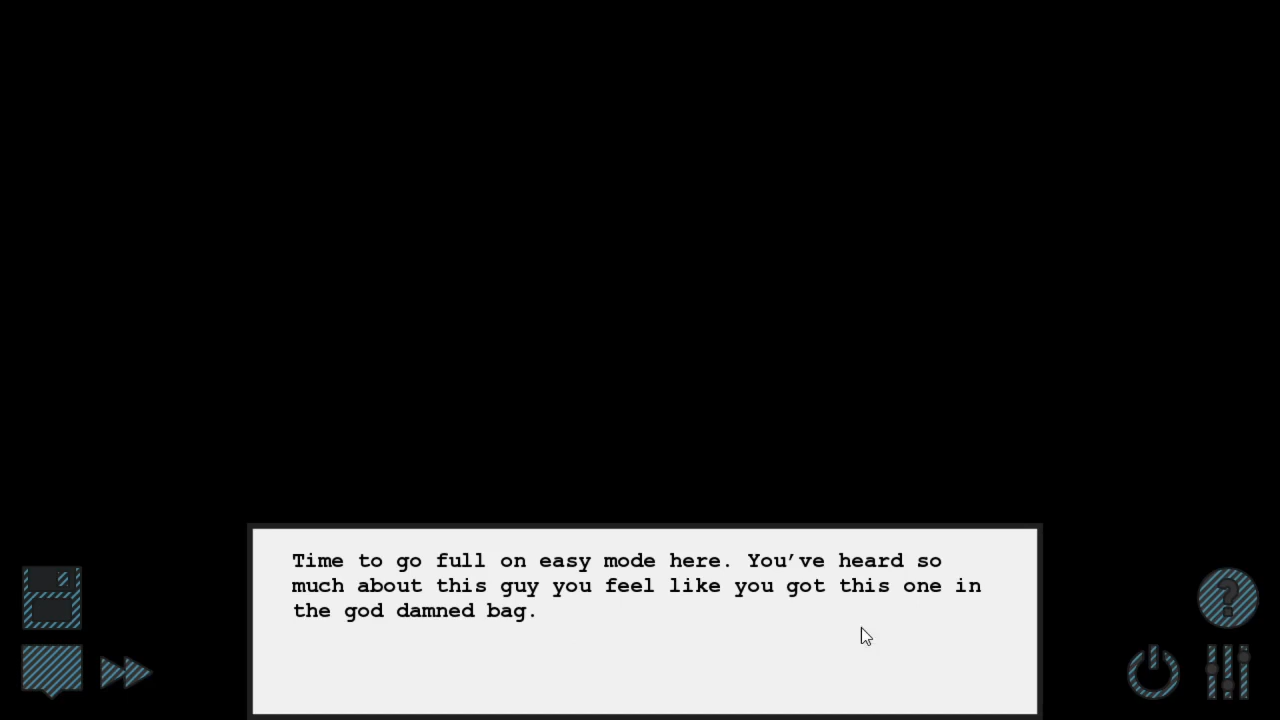 Time to go full on easy mode here. You’ve heard so
much about this guy you feel like you got this one in
the god damned bag.
?